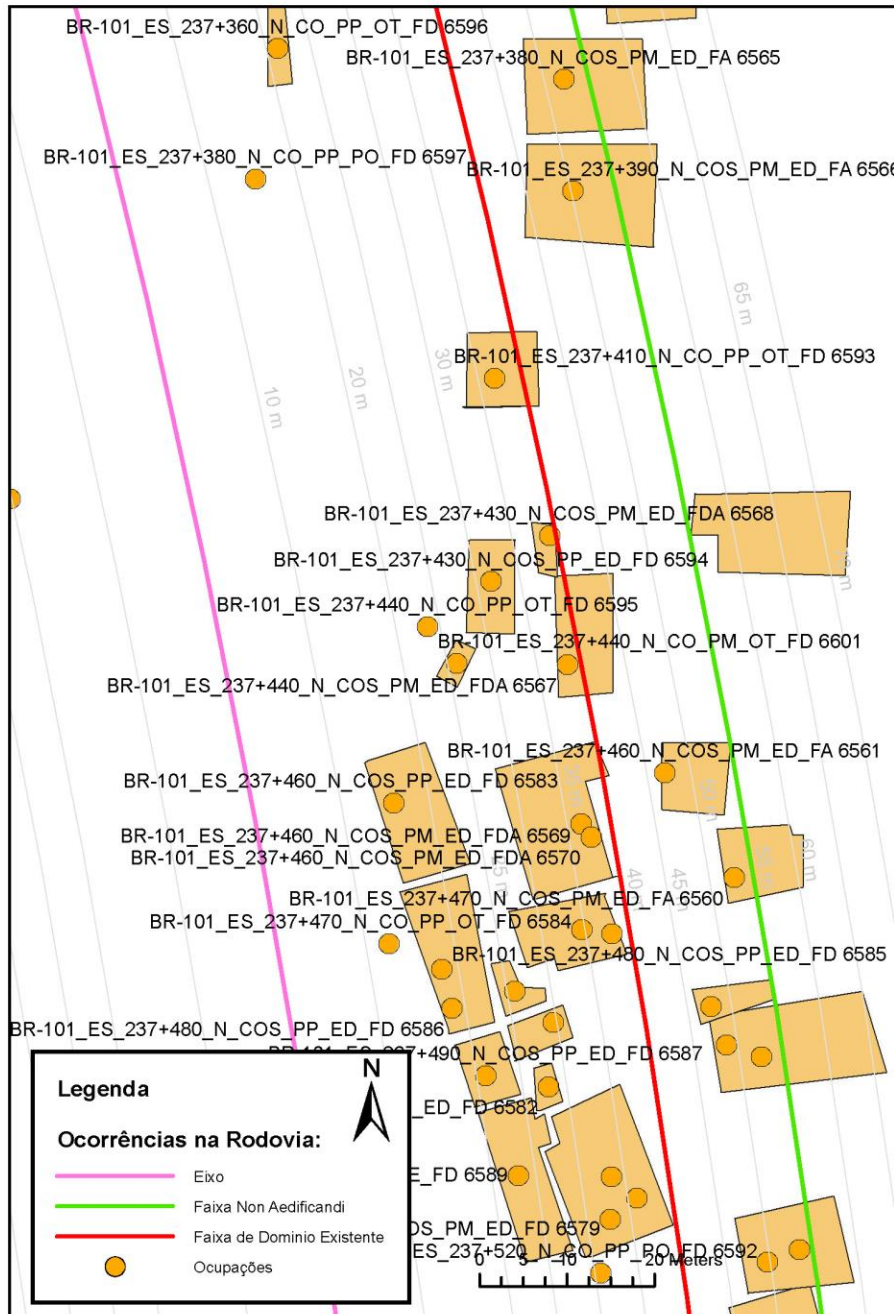 BR-101_ES_237+360_N_CO_PP_OT_FD 6596
BR-101_ES_237+380_N_COS_PM_ED_FA 6565
BR-101_ES_237+380_N_CO_PP_PO_FD 6597
BR-101_ES_237+390_N_COS_PM_ED_FA 6566
65 m
BR-101_ES_237+410_N_CO_PP_OT_FD 6593
30 m
20 m
10 m
BR-101_ES_237+430_N_COS_PM_ED_FDA 6568
BR-101_ES_237+430_N_COS_PP_ED_FD 6594
BR-101_ES_237+440_N_CO_PP_OT_FD 6595
BR-101_ES_237+440_N_CO_PM_OT_FD 6601
BR-101_ES_237+440_N_COS_PM_ED_FDA 6567
BR-101_ES_237+460_N_COS_PM_ED_FA 6561
BR-101_ES_237+460_N_COS_PP_ED_FD 6583
50 m
BR-101_ES_237+460_N_COS_PM_ED_FDA 6569
BR-101_ES_237+460_N_COS_PM_ED_FDA 6570
40 m
45 m
60 m
BR-101_ES_237+470_N_COS_PM_ED_FA 6560
BR-101_ES_237+470_N_CO_PP_OT_FD 6584
BR-101_ES_237+480_N_COS_PP_ED_FD 6585
BR-101_ES_237+480_N_COS_PP_ED_FD 6586
237+490_N_COS_PP_ED_FD 6587
_ED_FD 6582
E_FD 6589
OS_PM_ED_FD 6579
ES_237+520_N_CO_PP_PO_FD 6592
0 5 10 20 Meters
N
Legenda
Ocorrências na Rodovia:
Eixo
Faixa Non Aedificandi
Faixa de Dominio Existente
Ocupações